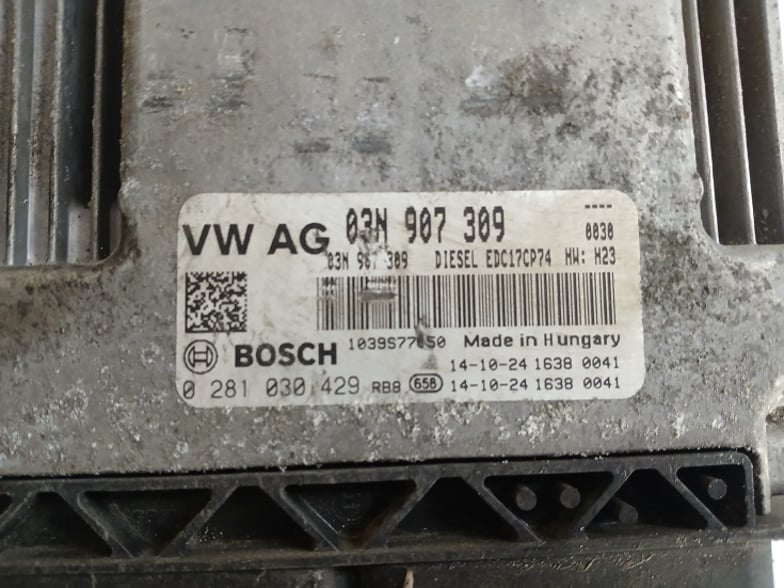 ----
VW AG 03N 907 309 0030
03N 907 309 DIESEL EDC17CP74 HW: H23
Made in Hungary
BOSCH 14-10-24 1638 0041
0 281 030 429 RB8 658 14-10-24 1638 0041